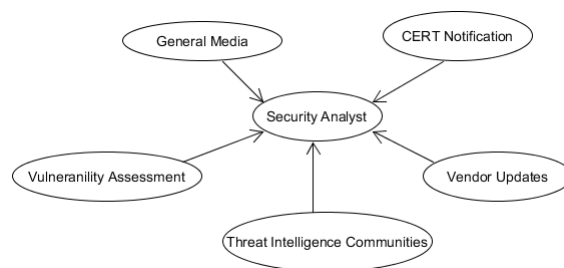 General Media
CERT Notification
Security Analyst
Vulneranility Assessment
Vendor Updates
Threat Intelligence Communities